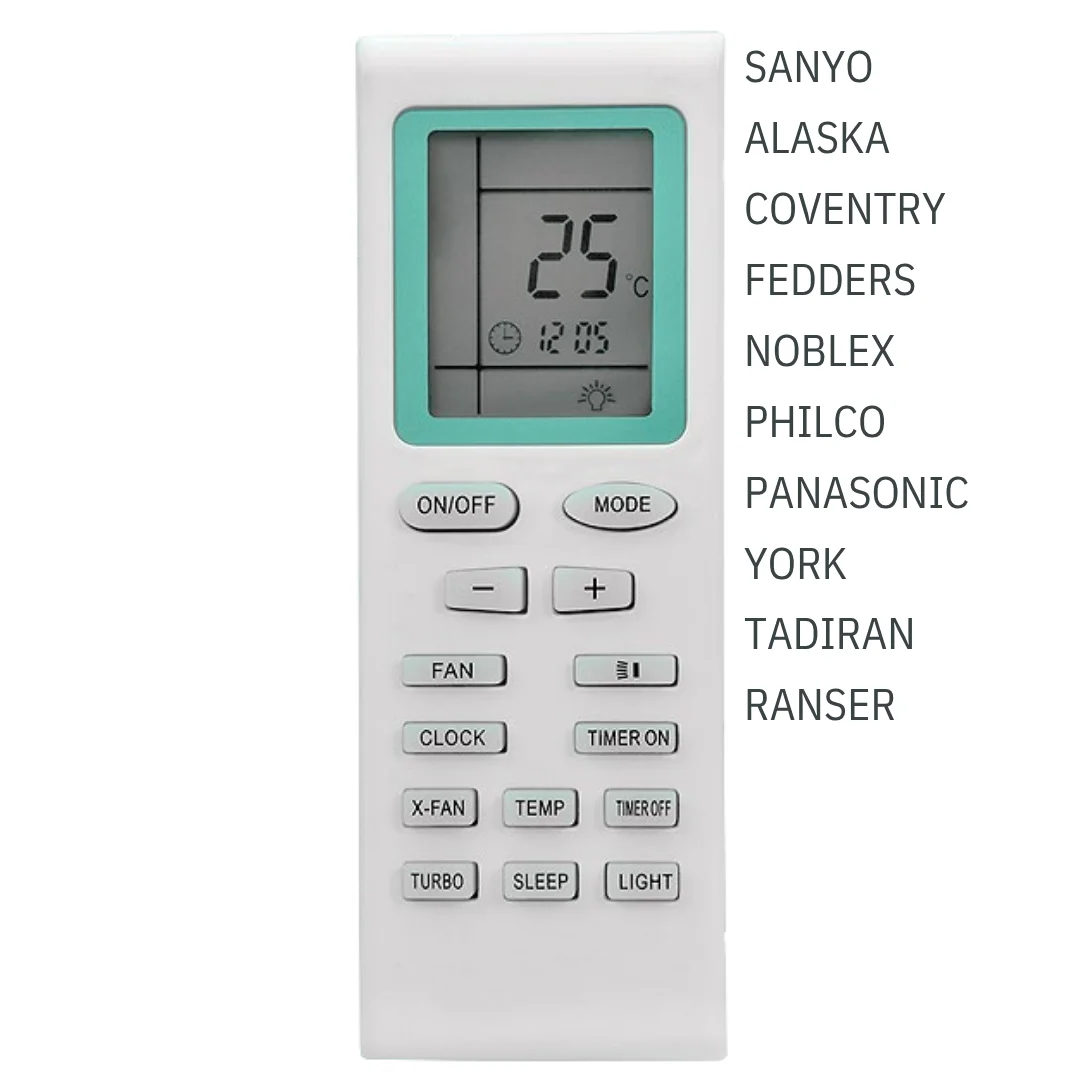 SANYO
ALASKA
COVENTRY
FEDDERS
NOBLEX
PHILCO
PANASONIC
YORK
TADIRAN
RANSER
25 °C
12 05
ON/OFF MODE
− +
FAN
CLOCK TIMER ON
X-FAN TEMP TIMER OFF
TURBO SLEEP LIGHT